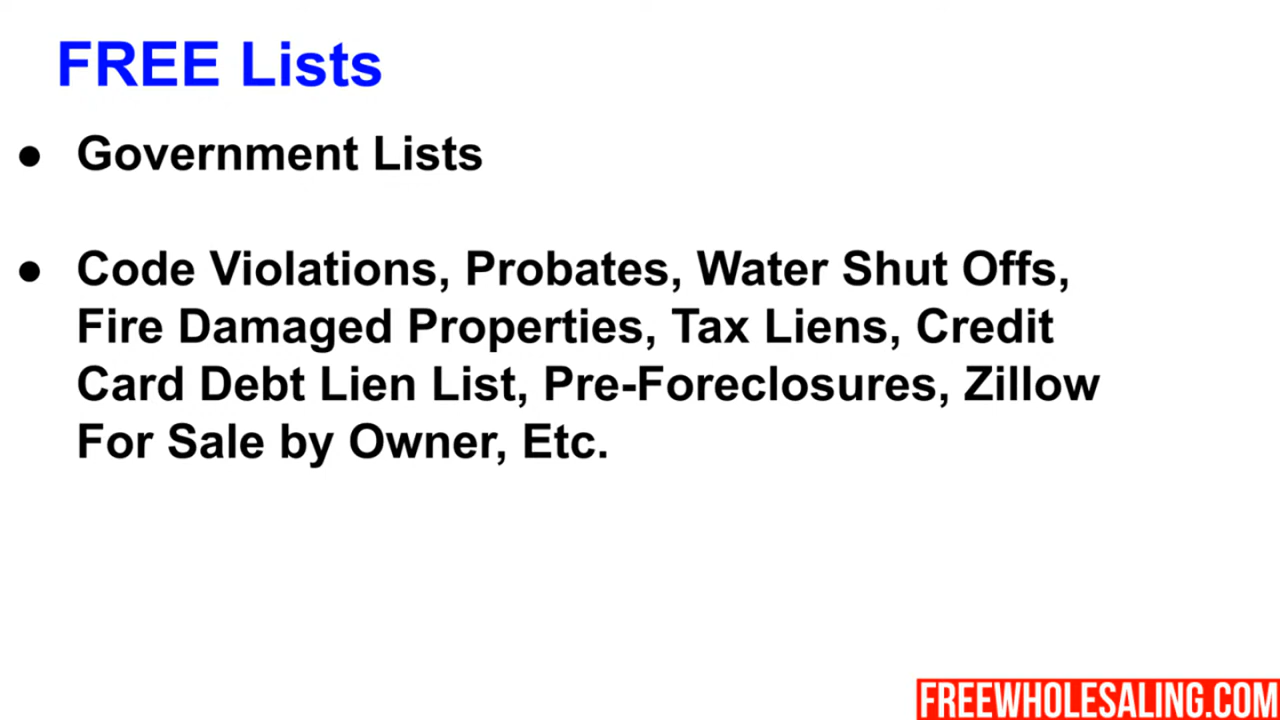 FREE Lists
● Government Lists
● Code Violations, Probates, Water Shut Offs,
Fire Damaged Properties, Tax Liens, Credit
Card Debt Lien List, Pre-Foreclosures, Zillow
For Sale by Owner, Etc.
FREEWHOLESALING.COM